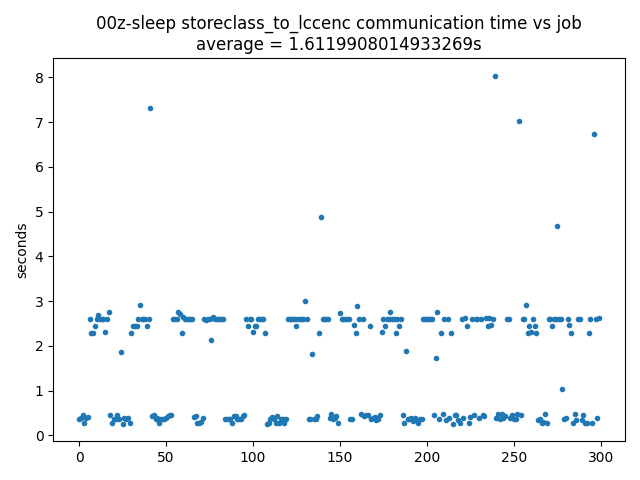 00z-sleep storeclass_to_lccenc communication time vs job
average = 1.6119908014933269s
seconds
8
7
6
5
4
3
2
1
0
0 50 100 150 200 250 300